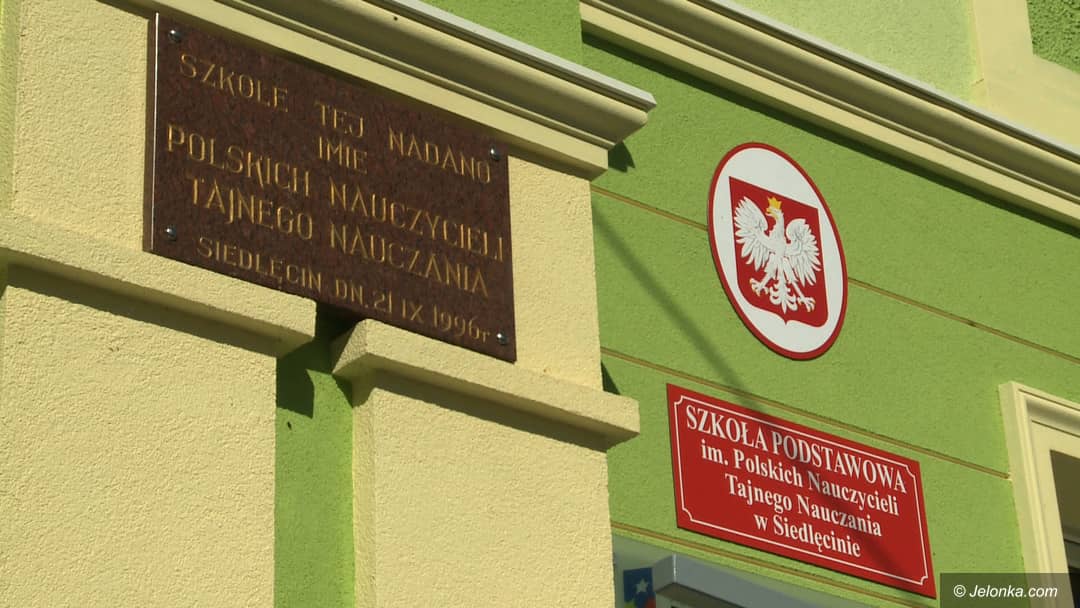 SZKOLE TEJ NADANO
IMIE
POLSKICH NAUCZYCIELI
TAJNEGO NAUCZANIA
SIEDLĘCIN DN. 21 IX 1996r
SZKOŁA PODSTAWOWA
im. Polskich Nauczycieli
Tajnego Nauczania
w Siedlęcinie
© Jelonka.com